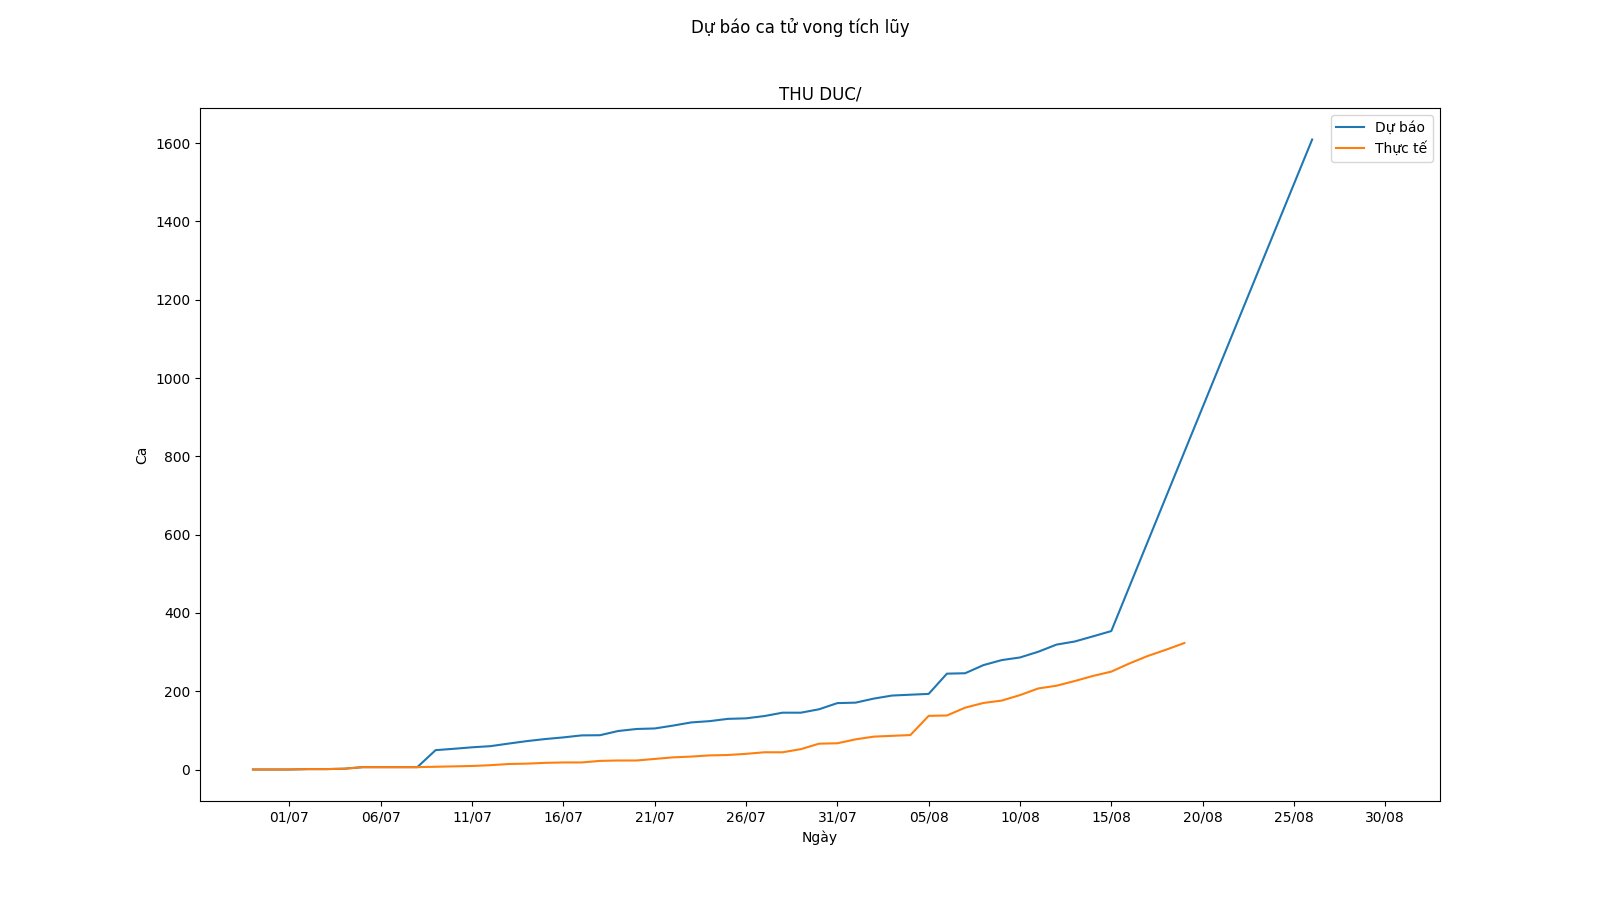 Dự báo ca tử vong tích lũy
THU DUC/
Dự báo
Thực tế
1600
1400
1200
1000
800
600
400
200
0
Ca
01/07 06/07 11/07 16/07 21/07 26/07 31/07 05/08 10/08 15/08 20/08 25/08 30/08
Ngày